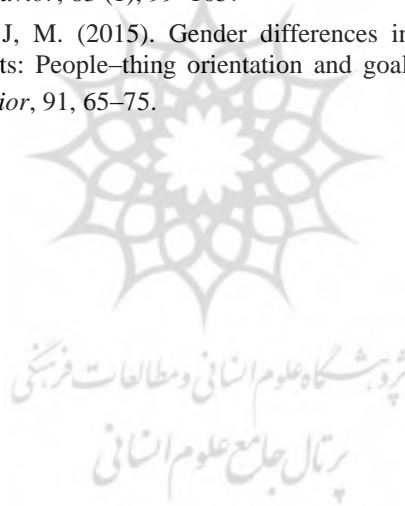 J, M. (2015). Gender differences in
ts: People–thing orientation and goal
ior, 91, 65–75.
پژوهشگاه علوم انسانی و مطالعات فرهنگی
پرتال جامع علوم انسانی